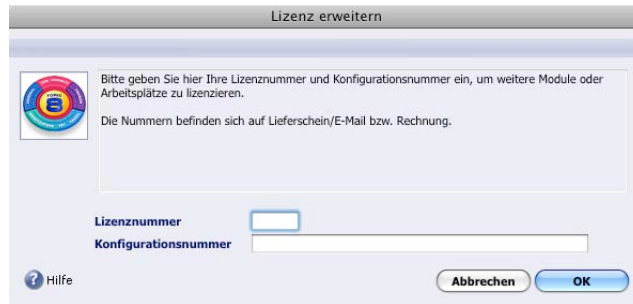 Lizenz erweitern
Bitte geben Sie hier Ihre Lizenznummer und Konfigurationsnummer ein, um weitere Module oder
Arbeitsplätze zu lizenzieren.
Die Nummern befinden sich auf Lieferschein/E-Mail bzw. Rechnung.
8
Lizenznummer
Konfigurationsnummer
Hilfe
Abbrechen
OK